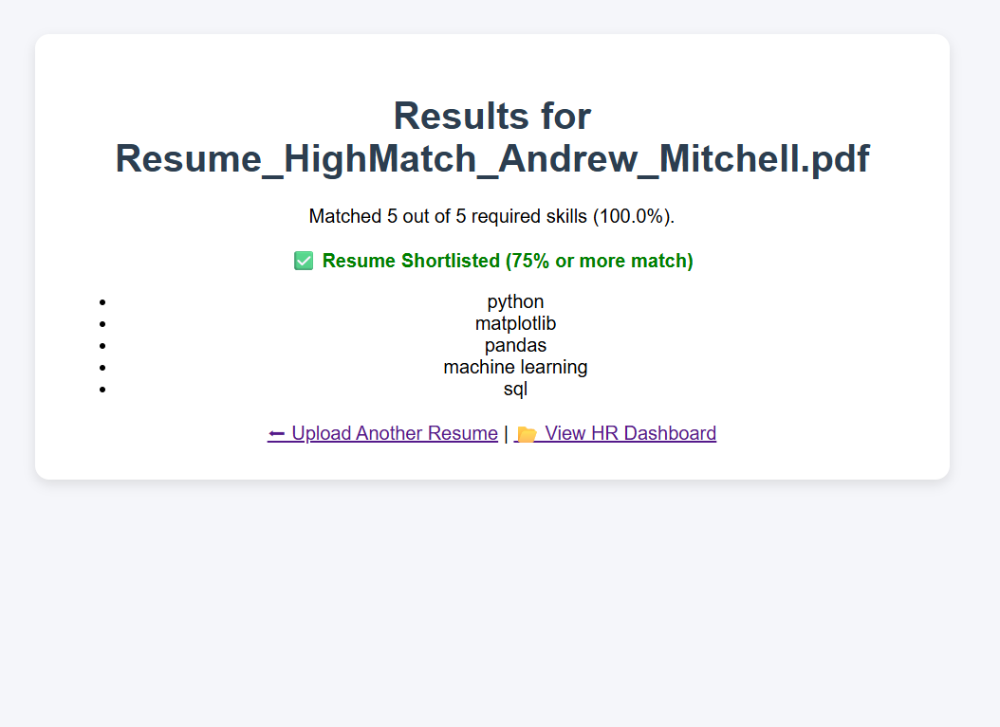 Results for
Resume_HighMatch_Andrew_Mitchell.pdf
Matched 5 out of 5 required skills (100.0%).
✅ Resume Shortlisted (75% or more match)
• python
• matplotlib
• pandas
• machine learning
• sql
⬅ Upload Another Resume | 📂 View HR Dashboard